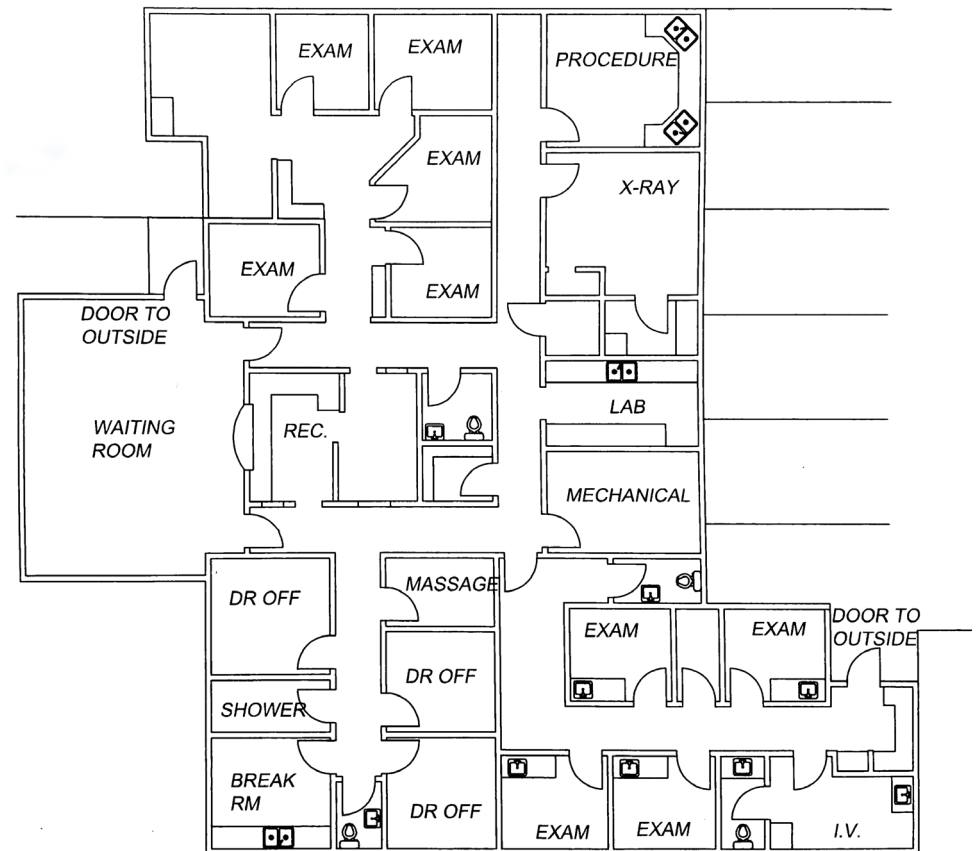 EXAM
EXAM
PROCEDURE
EXAM
X-RAY
EXAM
EXAM
DOOR TO
OUTSIDE
LAB
WAITING
ROOM
REC.
MECHANICAL
MASSAGE
DR OFF
DOOR TO
OUTSIDE
EXAM
EXAM
DR OFF
SHOWER
BREAK
RM
DR OFF
EXAM
EXAM
I.V.